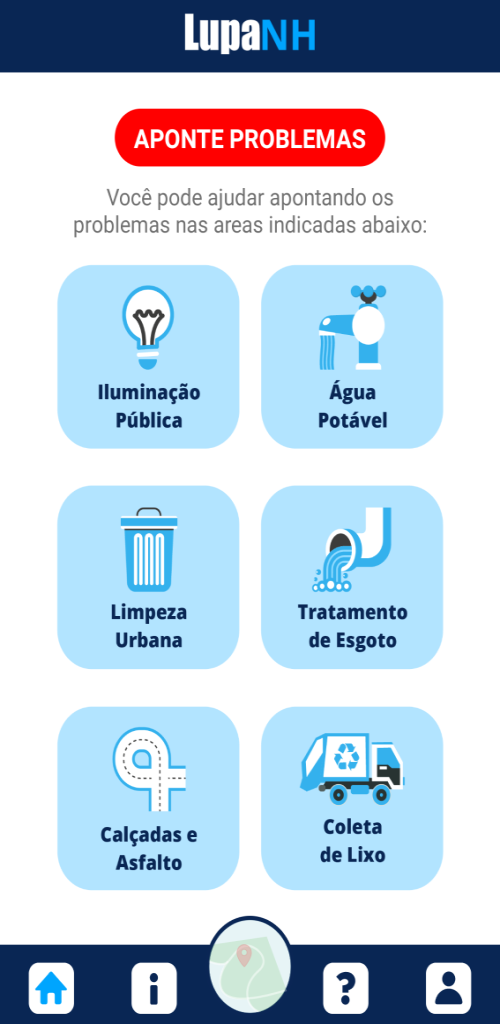 LupaNH
APONTE PROBLEMAS
Você pode ajudar apontando os
problemas nas areas indicadas abaixo:
Iluminação
Pública
Água
Potável
Limpeza
Urbana
Tratamento
de Esgoto
Calçadas e
Asfalto
Coleta
de Lixo